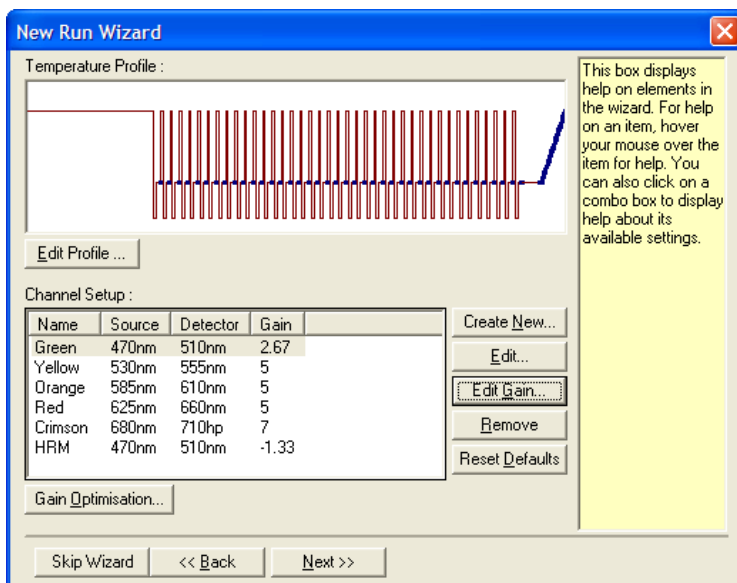 New Run Wizard
Temperature Profile :
This box displays
help on elements in
the wizard. For help
on an item, hover
your mouse over the
item for help. You
can also click on a
combo box to display
help about its
available settings.
Edit Profile ...
Channel Setup :
Name Source Detector Gain
Green 470nm 510nm 2.67
Yellow 530nm 555nm 5
Orange 585nm 610nm 5
Red 625nm 660nm 5
Crimson 680nm 710hp 7
HRM 470nm 510nm -1.33
Create New...
Edit...
Edit Gain...
Remove
Reset Defaults
Gain Optimisation...
Skip Wizard << Back Next >>